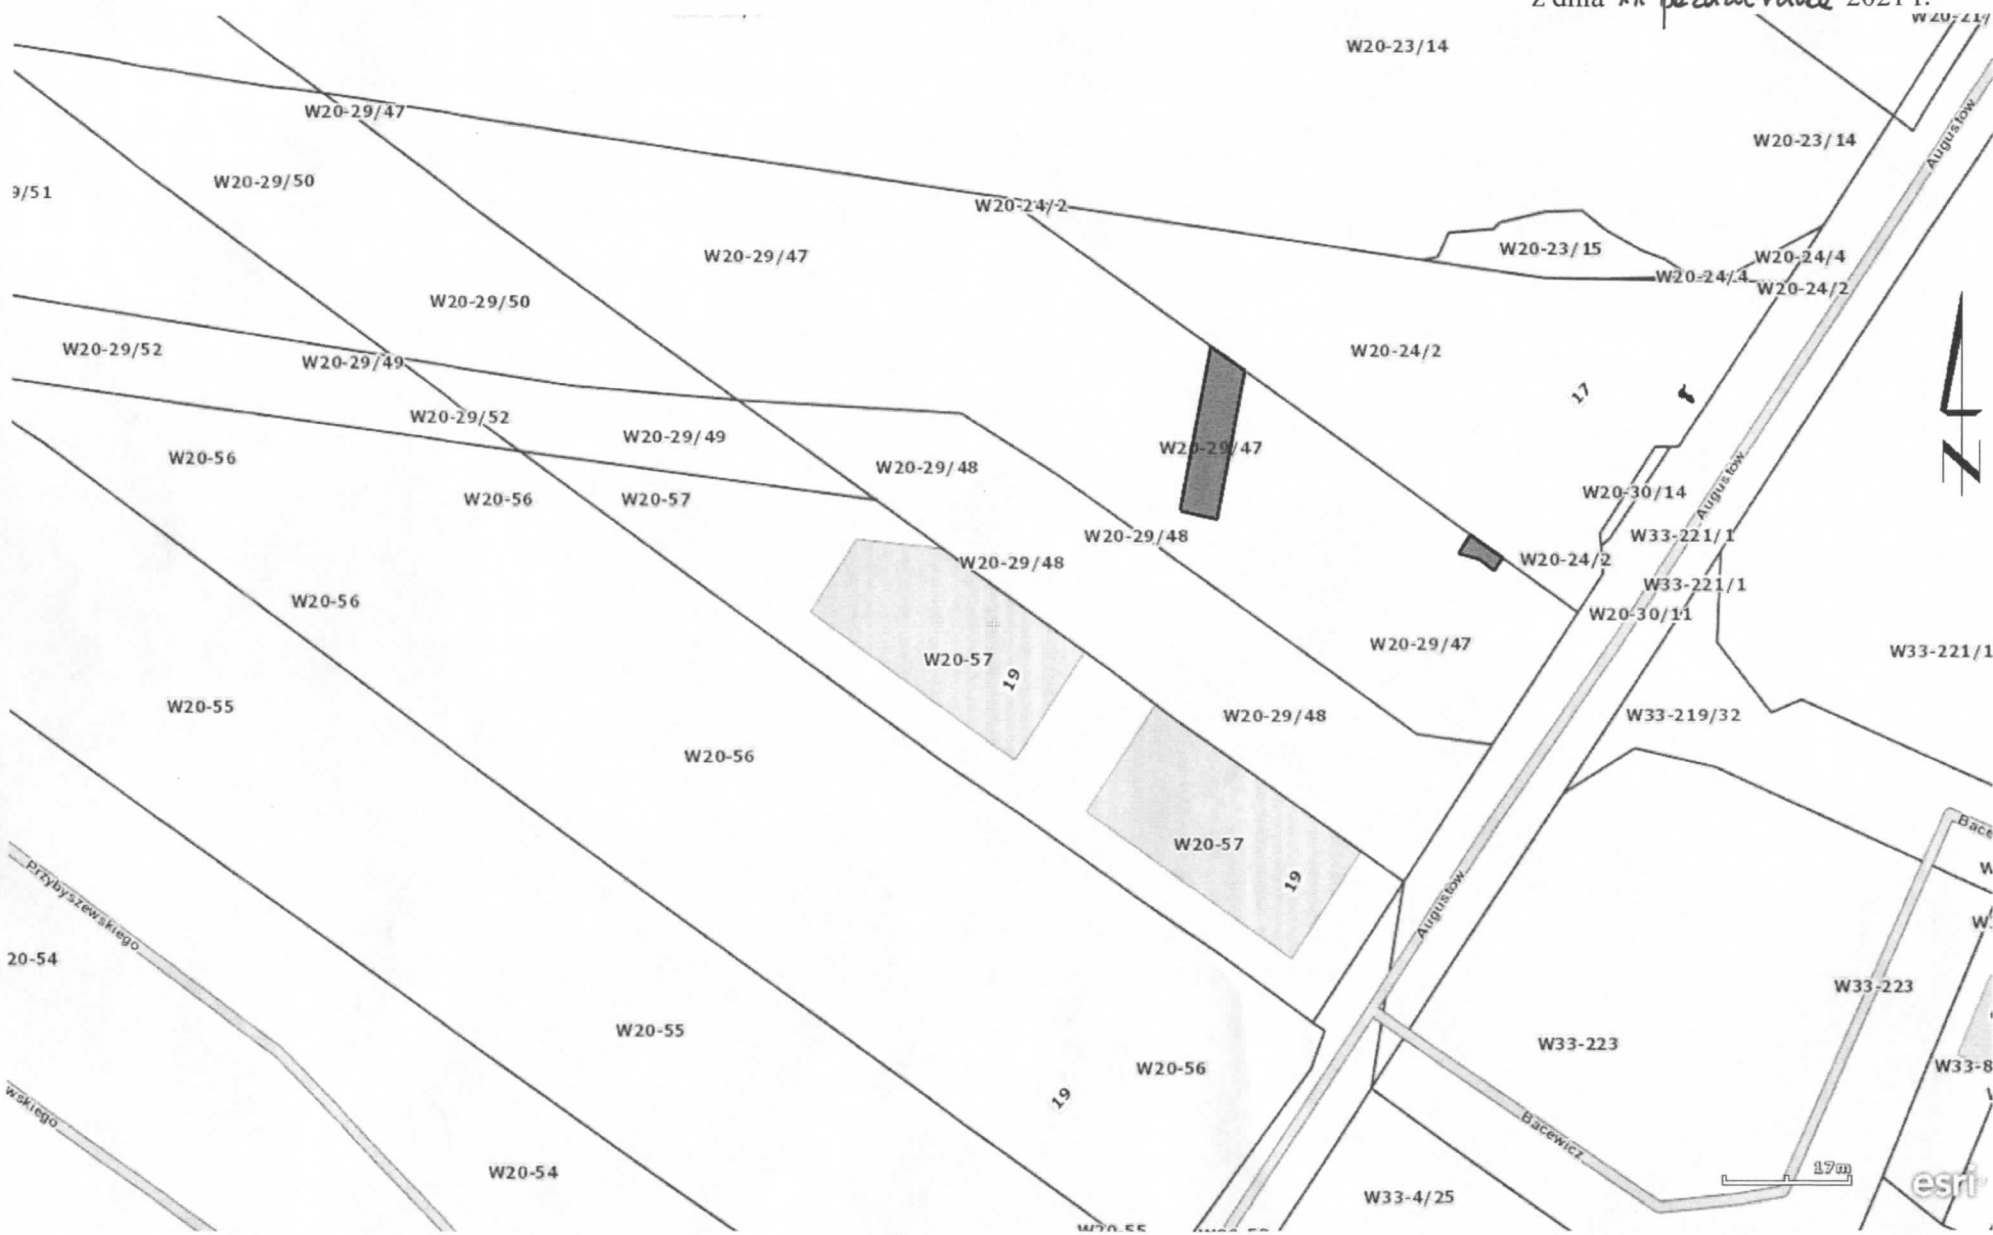 z dnia 2021 r.
W20-23/14
W20-29/47
W20-23/14
Augustów
W20-29/50
9/51
W20-24/2
W20-23/15
W20-29/47
W20-24/4
W20-24/4
W20-24/2
W20-29/50
W20-29/52
W20-29/49
W20-24/2
17
W20-29/52
W20-29/49
W20-29/47
W20-56
W20-29/48
N
W20-56
W20-57
W20-30/14
Augustów
W20-29/48
W33-221/1
W20-29/48
W20-24/2
W33-221/1
W20-56
W20-30/11
W20-29/47
W33-221/1
W20-57
19
W20-55
W20-29/48
W33-219/32
W20-56
Bace
W20-57
19
W
Przybyszewskiego
Augustów
W
20-54
W33-223
W20-55
W33-223
W20-56
W33-8
19
wskiego
Bacewicz
W20-54
17m
esri
W33-4/25
W20-55